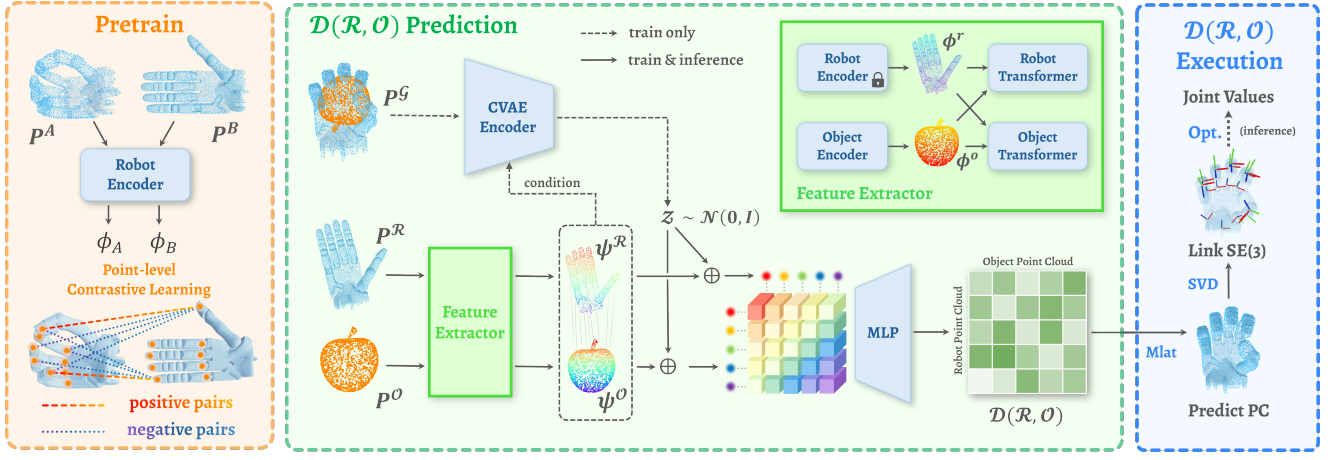 Pretrain
P^A
P^B
Robot
Encoder
ϕ_A
ϕ_B
Point-level
Contrastive Learning
positive pairs
negative pairs
𝒟(ℛ, 𝒪) Prediction
train only
train & inference
P^𝒢
CVAE
Encoder
condition
𝓏 ~ 𝒩(0, I)
P^ℛ
P^𝒪
Feature
Extractor
ψ^ℛ
ψ^𝒪
Robot
Encoder
ϕ^r
Robot
Transformer
Object
Encoder
ϕ^o
Object
Transformer
Feature Extractor
MLP
Object Point Cloud
Robot Point Cloud
𝒟(ℛ, 𝒪)
𝒟(ℛ, 𝒪)
Execution
Joint Values
Opt.
(inference)
Link SE(3)
SVD
Mlat
Predict PC